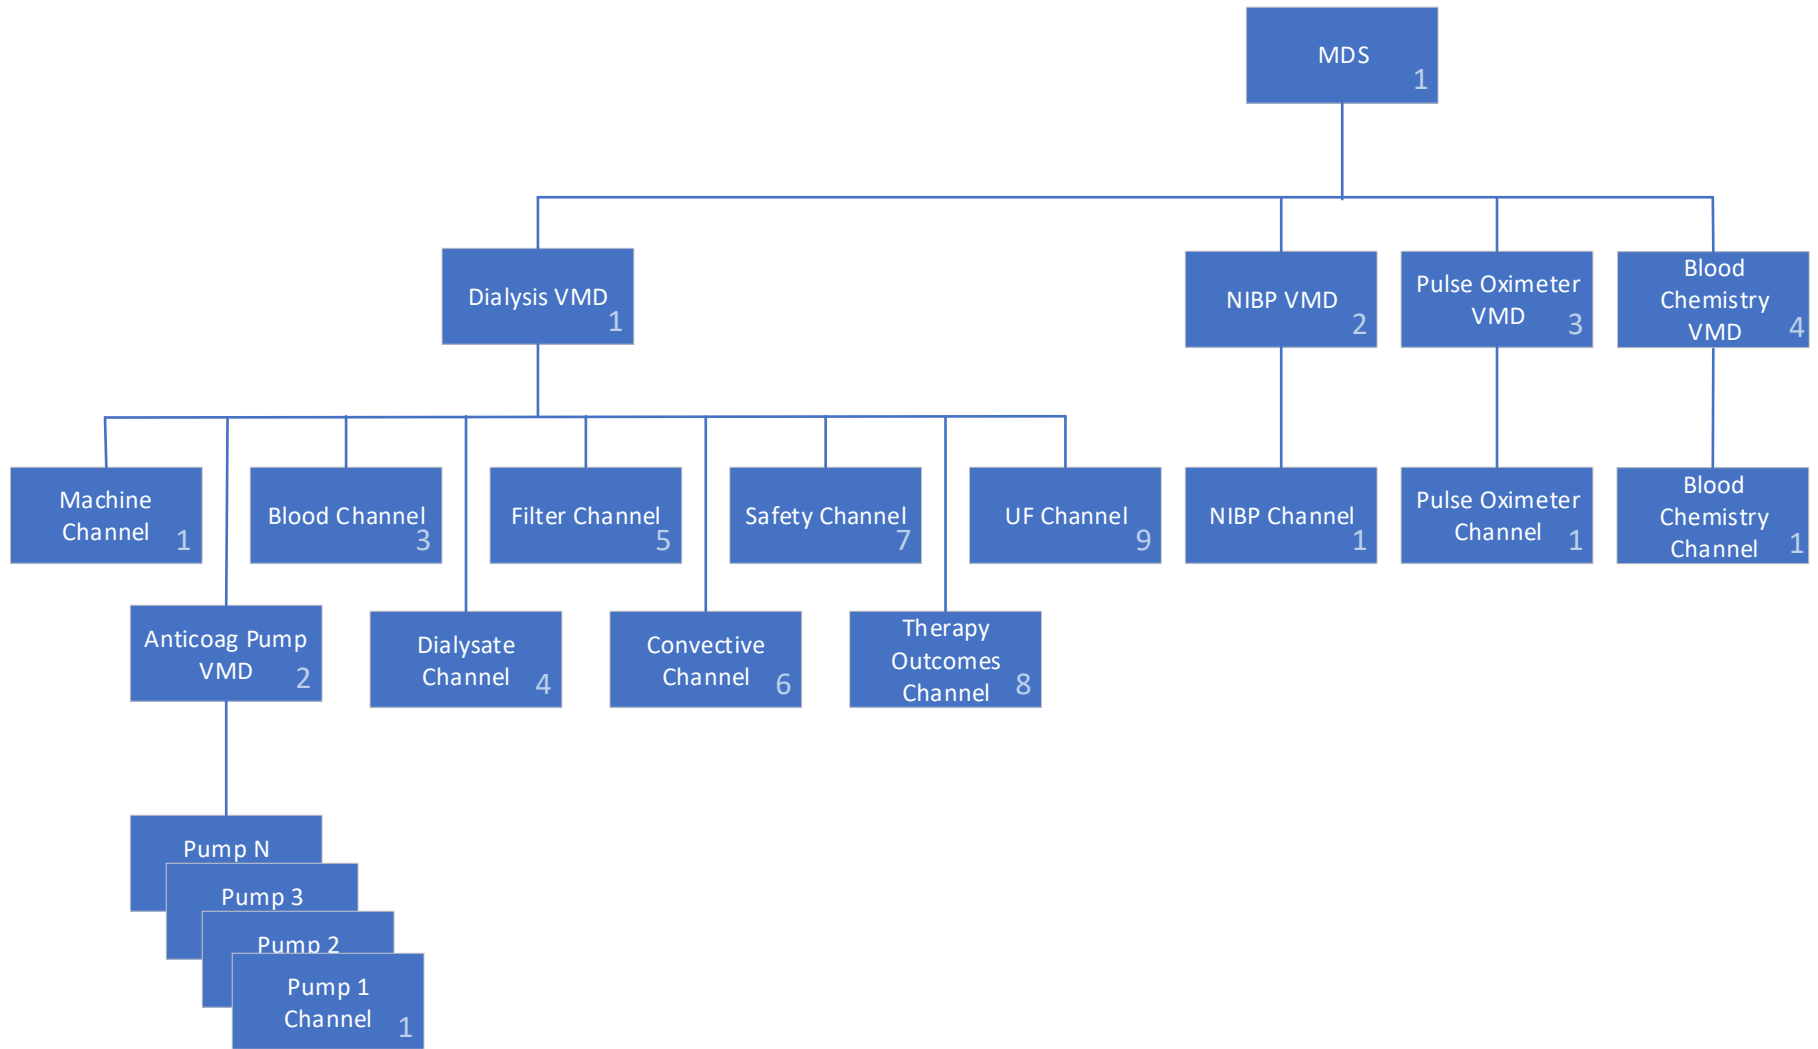 MDS
1
Dialysis VMD
1
NIBP VMD
2
Pulse Oximeter
VMD
3
Blood
Chemistry
VMD
4
Machine
Channel
1
Blood Channel
3
Filter Channel
5
Safety Channel
7
UF Channel
9
NIBP Channel
1
Pulse Oximeter
Channel
1
Blood
Chemistry
Channel
1
Anticoag Pump
VMD
2
Dialysate
Channel
4
Convective
Channel
6
Therapy
Outcomes
Channel
8
Pump N
Pump 3
Pump 2
Pump 1
Channel
1